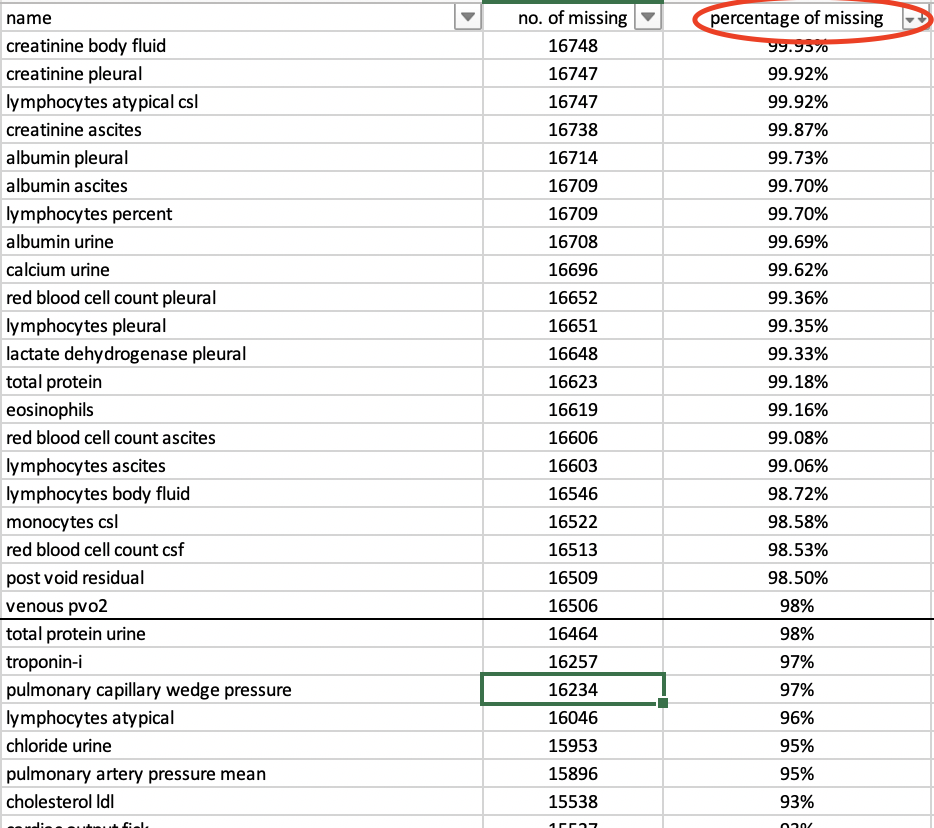 name no. of missing percentage of missing
creatinine body fluid 16748 99.93%
creatinine pleural 16747 99.92%
lymphocytes atypical csl 16747 99.92%
creatinine ascites 16738 99.87%
albumin pleural 16714 99.73%
albumin ascites 16709 99.70%
lymphocytes percent 16709 99.70%
albumin urine 16708 99.69%
calcium urine 16696 99.62%
red blood cell count pleural 16652 99.36%
lymphocytes pleural 16651 99.35%
lactate dehydrogenase pleural 16648 99.33%
total protein 16623 99.18%
eosinophils 16619 99.16%
red blood cell count ascites 16606 99.08%
lymphocytes ascites 16603 99.06%
lymphocytes body fluid 16546 98.72%
monocytes csl 16522 98.58%
red blood cell count csf 16513 98.53%
post void residual 16509 98.50%
venous pvo2 16506 98%
total protein urine 16464 98%
troponin-i 16257 97%
pulmonary capillary wedge pressure 16234 97%
lymphocytes atypical 16046 96%
chloride urine 15953 95%
pulmonary artery pressure mean 15896 95%
cholesterol ldl 15538 93%